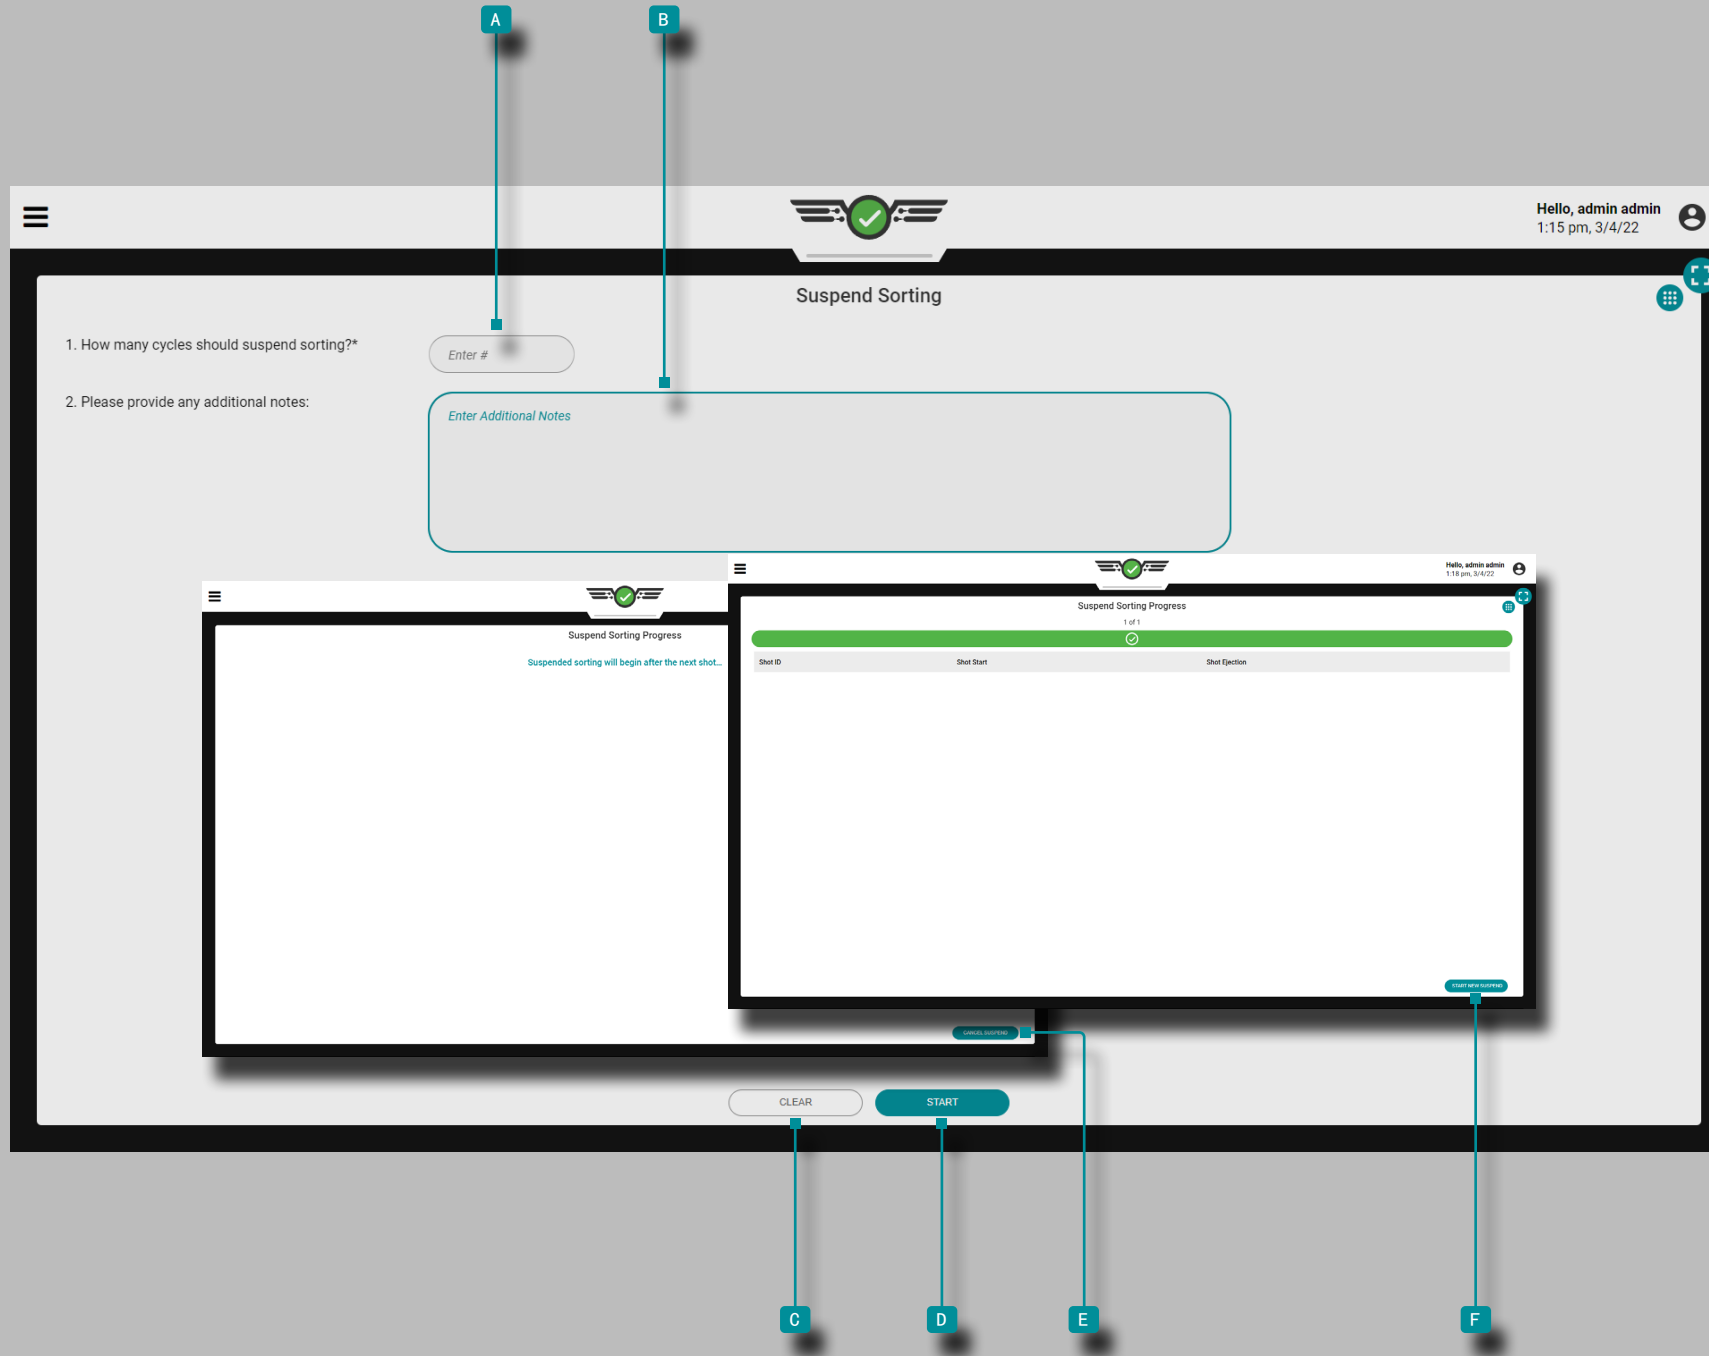 A
B
Hello, admin admin
1:15 pm, 3/4/22
Suspend Sorting
1. How many cycles should suspend sorting?*
Enter #
2. Please provide any additional notes:
Enter Additional Notes
Hello, admin admin
1:18 pm, 3/4/22
Suspend Sorting Progress
1 of 1
Shot ID
Shot Start
Shot Ejection
START NEW SUSPEND
Suspend Sorting Progress
Suspended sorting will begin after the next shot...
CANCEL SUSPEND
CLEAR
START
C
D
E
F